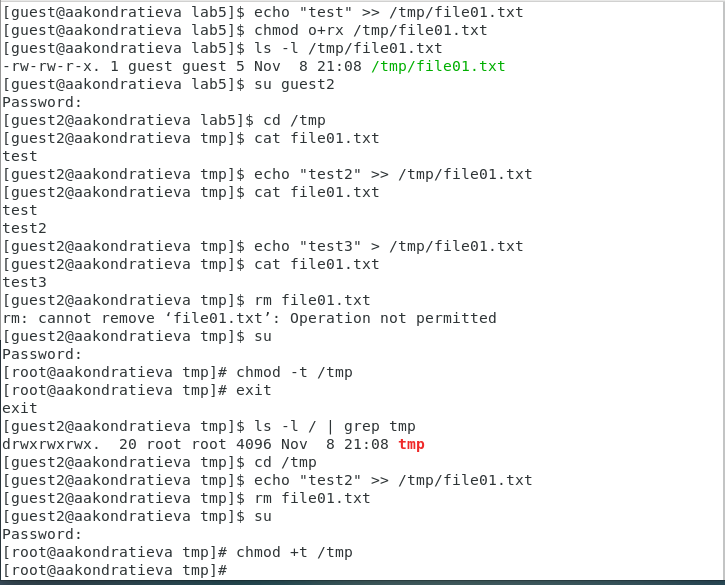 [guest@aakondratieva lab5]$ echo "test" >> /tmp/file01.txt
[guest@aakondratieva lab5]$ chmod o+rx /tmp/file01.txt
[guest@aakondratieva lab5]$ ls -l /tmp/file01.txt
-rw-rw-r-x. 1 guest guest 5 Nov  8 21:08 /tmp/file01.txt
[guest@aakondratieva lab5]$ su guest2
Password:
[guest2@aakondratieva lab5]$ cd /tmp
[guest2@aakondratieva tmp]$ cat file01.txt
test
[guest2@aakondratieva tmp]$ echo "test2" >> /tmp/file01.txt
[guest2@aakondratieva tmp]$ cat file01.txt
test
test2
[guest2@aakondratieva tmp]$ echo "test3" > /tmp/file01.txt
[guest2@aakondratieva tmp]$ cat file01.txt
test3
[guest2@aakondratieva tmp]$ rm file01.txt
rm: cannot remove ‘file01.txt’: Operation not permitted
[guest2@aakondratieva tmp]$ su
Password:
[root@aakondratieva tmp]# chmod -t /tmp
[root@aakondratieva tmp]# exit
exit
[guest2@aakondratieva tmp]$ ls -l / | grep tmp
drwxrwxrwx.  20 root root 4096 Nov  8 21:08 tmp
[guest2@aakondratieva tmp]$ cd /tmp
[guest2@aakondratieva tmp]$ echo "test2" >> /tmp/file01.txt
[guest2@aakondratieva tmp]$ rm file01.txt
[guest2@aakondratieva tmp]$ su
Password:
[root@aakondratieva tmp]# chmod +t /tmp
[root@aakondratieva tmp]#